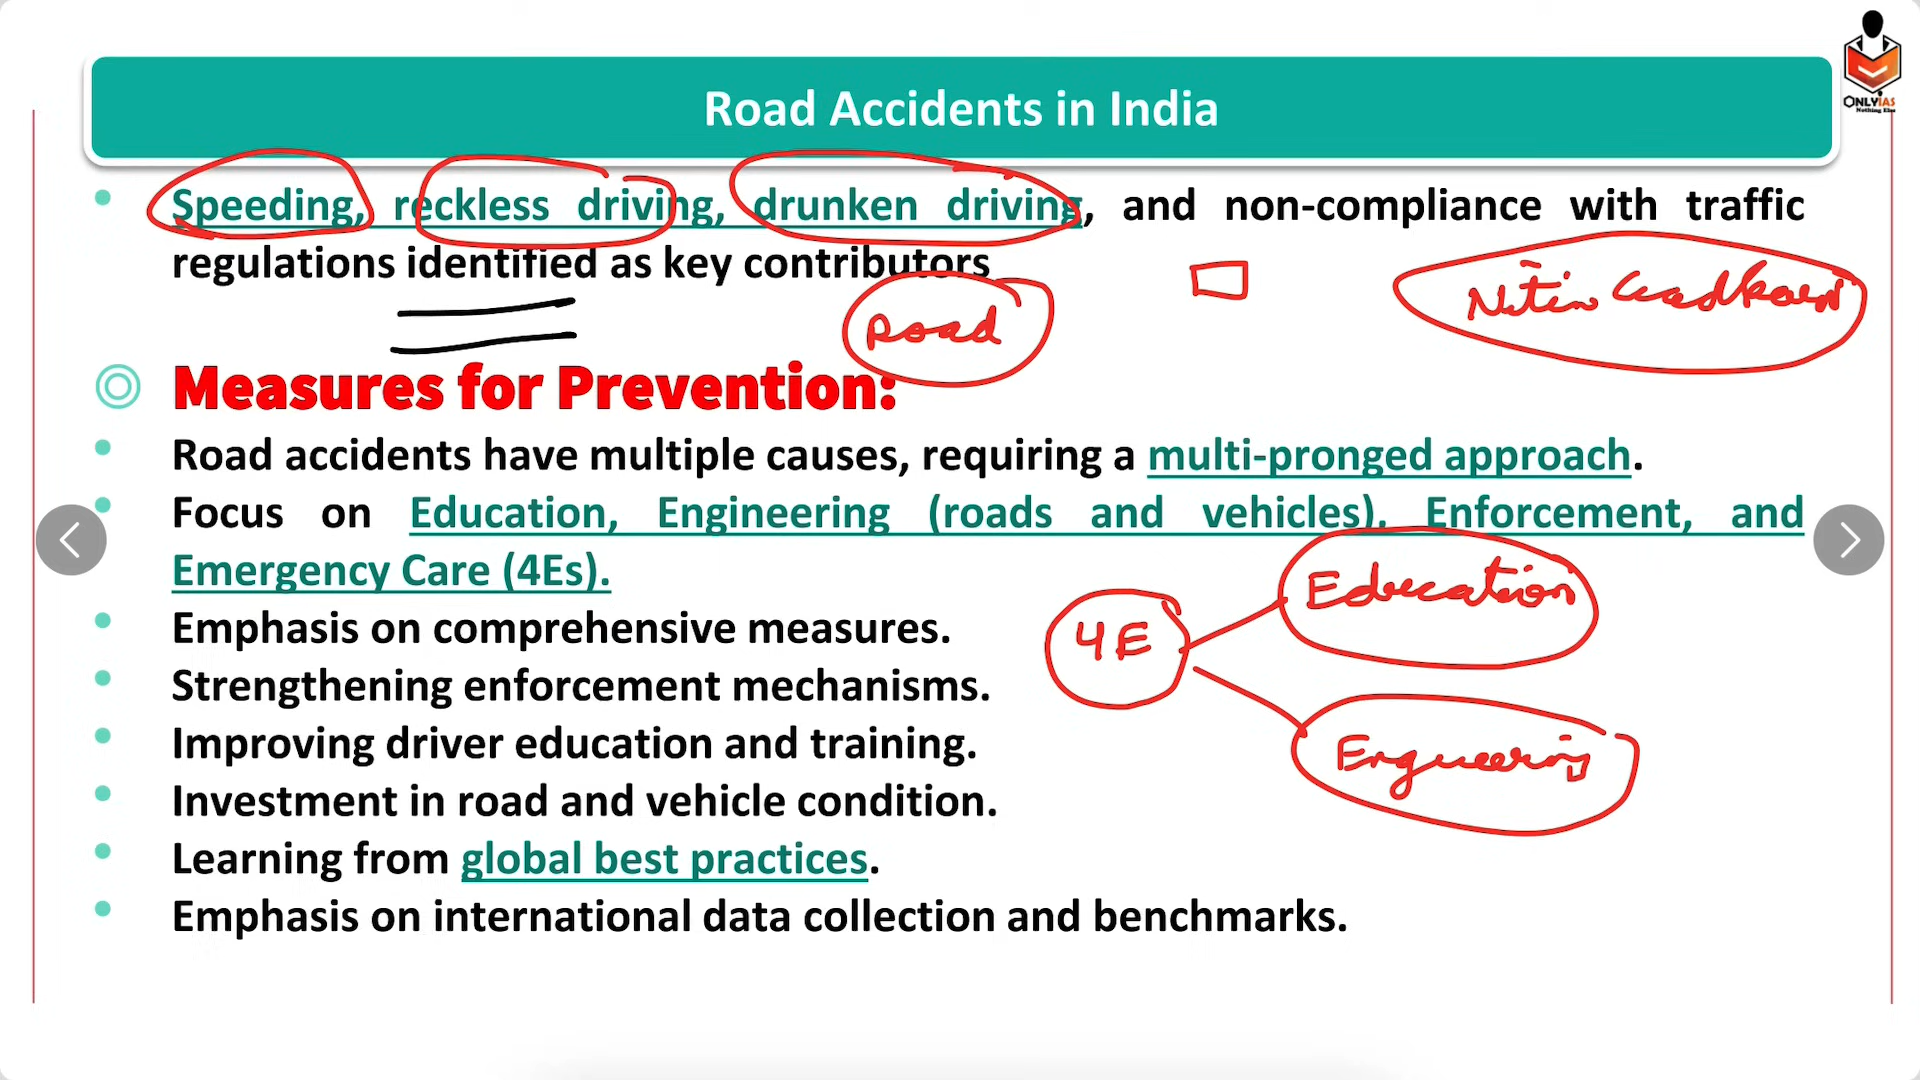 Road Accidents in India
ONLYIAS
Nothing Else
Speeding, reckless driving, drunken driving, and non-compliance with traffic
regulations identified as key contributors
Road
Nitin Gadkari
Measures for Prevention:
Road accidents have multiple causes, requiring a multi-pronged approach.
Focus on Education, Engineering (roads and vehicles), Enforcement, and
Emergency Care (4Es).
Education
Emphasis on comprehensive measures.
4E
Strengthening enforcement mechanisms.
Improving driver education and training.
Engineering
Investment in road and vehicle condition.
Learning from global best practices.
Emphasis on international data collection and benchmarks.